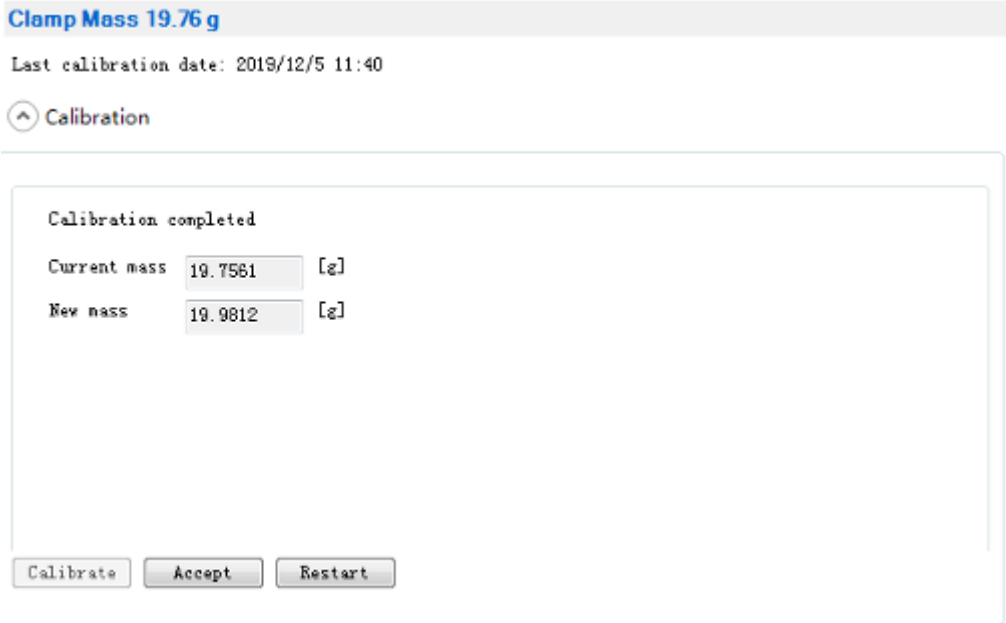 Clamp Mass 19.76 g
Last calibration date: 2019/12/5 11:40
Calibration
Calibration completed
Current mass 19.7561 [g]
New mass 19.9812 [g]
Calibrate Accept Restart